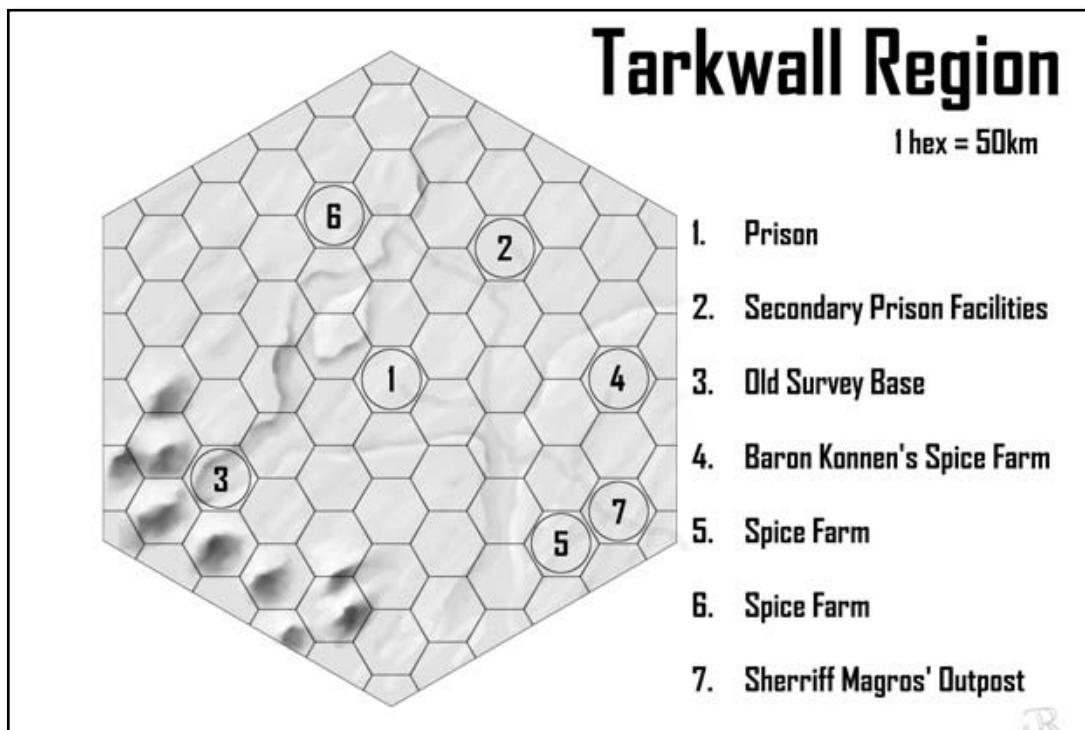 Tarkwall Region
1 hex = 50km
6
2
1
4
3
7
5
1. Prison
2. Secondary Prison Facilities
3. Old Survey Base
4. Baron Konnen's Spice Farm
5. Spice Farm
6. Spice Farm
7. Sherriff Magros' Outpost